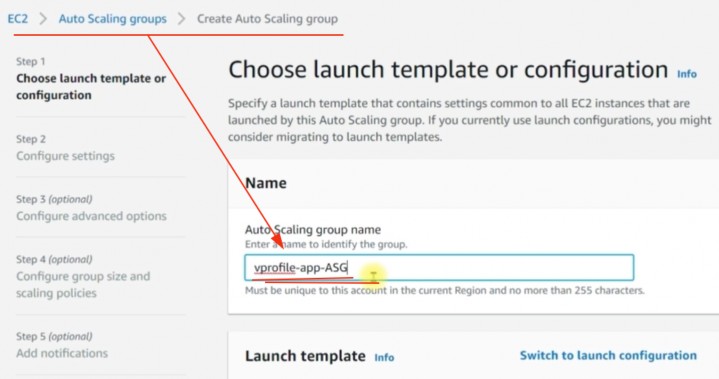 EC2 > Auto Scaling groups > Create Auto Scaling group
Step 1
Choose launch template or
configuration
Step 2
Configure settings
Step 3 (optional)
Configure advanced options
Step 4 (optional)
Configure group size and
scaling policies
Step 5 (optional)
Add notifications
Choose launch template or configuration Info
Specify a launch template that contains settings common to all EC2 instances that are
launched by this Auto Scaling group. If you currently use launch configurations, you might
consider migrating to launch templates.
Name
Auto Scaling group name
Enter a name to identify the group.
vprofile-app-ASG
Must be unique to this account in the current Region and no more than 255 characters.
Launch template Info
Switch to launch configuration